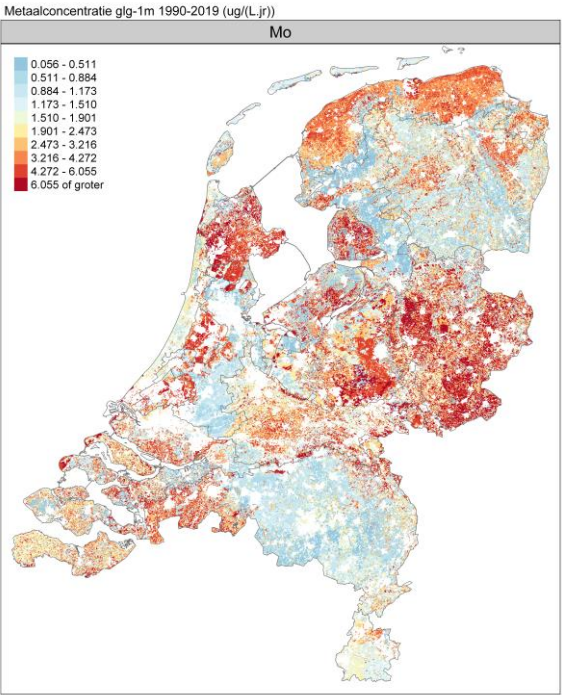 Metaalconcentratie glg-1m 1990-2019 (ug/(L.jr))
Mo
0.056 - 0.511
0.511 - 0.884
0.884 - 1.173
1.173 - 1.510
1.510 - 1.901
1.901 - 2.473
2.473 - 3.216
3.216 - 4.272
4.272 - 6.055
6.055 of groter